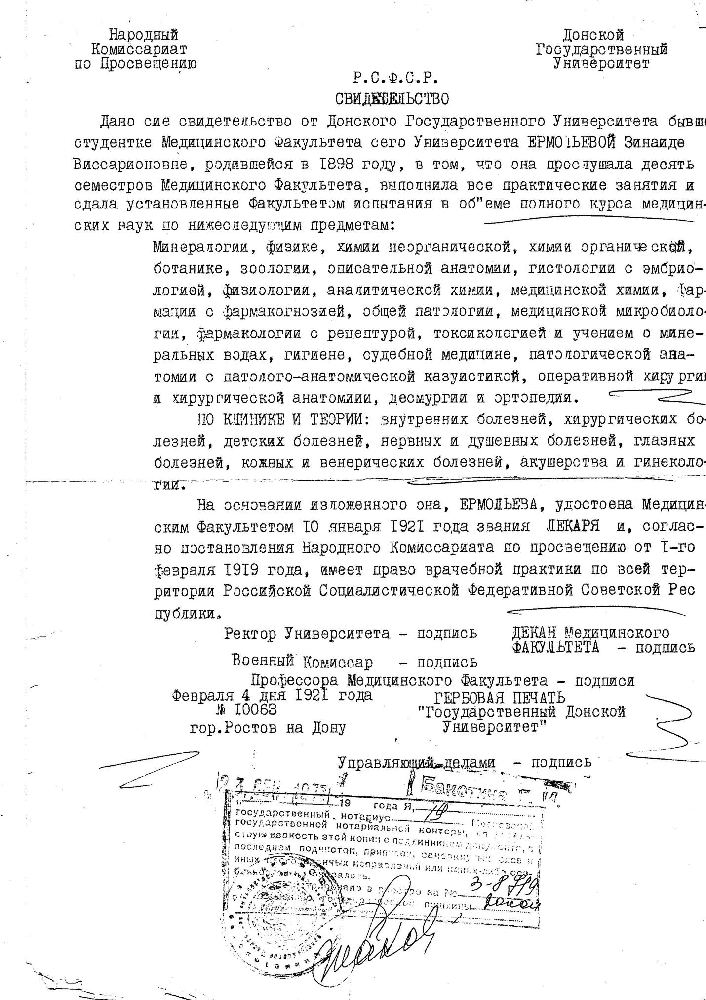 Народный
Комиссариат
по Просвещению
Донской
Государственный
Университет
Р.С.Ф.С.Р.
СВИДЕТЕЛЬСТВО
Дано сие свидетельство от Донского Государственного Университета бывше
студентке Медицинского Факультета сего Университета ЕРМОЛЬЕВОЙ Зинаиде
Виссарионовне, родившейся в 1898 году, в том, что она прослушала десять
семестров Медицинского Факультета, выполнила все практические занятия и
сдала установленные Факультетом испытания в об"еме полного курса медицин-
ских наук по нижеследующим предметам:
Минералогии, физике, химии неорганической, химии органической,
ботанике, зоологии, описательной анатомии, гистологии с эмбрио-
логией, физиологии, аналитической химии, медицинской химии, фар-
мации с фармакогнозией, общей патологии, медицинской микробиоло-
гии, фармакологии с рецептурой, токсикологией и учением о мине-
ральных водах, гигиене, судебной медицине, патологической ана-
томии с патолого-анатомической казуистикой, оперативной хирургии
и хирургической анатомиии, десмургии и ортопедии.
ПО КЛИНИКЕ И ТЕОРИИ: внутренних болезней, хирургических бо-
лезней, детских болезней, нервных и душевных болезней, глазных
болезней, кожных и венерических болезней, акушерства и гинеколо-
гии.
На основании изложенного она, ЕРМОЛЬЕВА, удостоена Медицин-
ским Факультетом 10 января 1921 года звания ЛЕКАРЯ и, соглас-
но постановления Народного Комиссариата по просвещению от 1-го
февраля 1919 года, имеет право врачебной практики по всей тер-
ритории Российской Социалистической Федеративной Советской Рес
публики.
Ректор Университета - подпись
ДЕКАН Медицинского
ФАКУЛЬТЕТА - подпись
Военный Комиссар - подпись
Профессора Медицинского Факультета - подписи
Февраля 4 дня 1921 года
№ 10063
гор.Ростов на Дону
ГЕРБОВАЯ ПЕЧАТЬ
"Государственный Донской
Университет"
Управляющий делами - подпись
23 СЕН 1977
Бакотина Г. М.
19 года Я, 19
государственный нотариус Московской
государственной нотариальной конторы, свидетель-
ствую верность этой копии с подлинником документа, в
последнем подчисток, приписок, зачеркнутых слов и
иных неоговоренных исправлений или каких-либо осо-
бенностей не оказалось.
Зарегистрировано в реестре за № 3-8719
Взыскано государственной пошлины